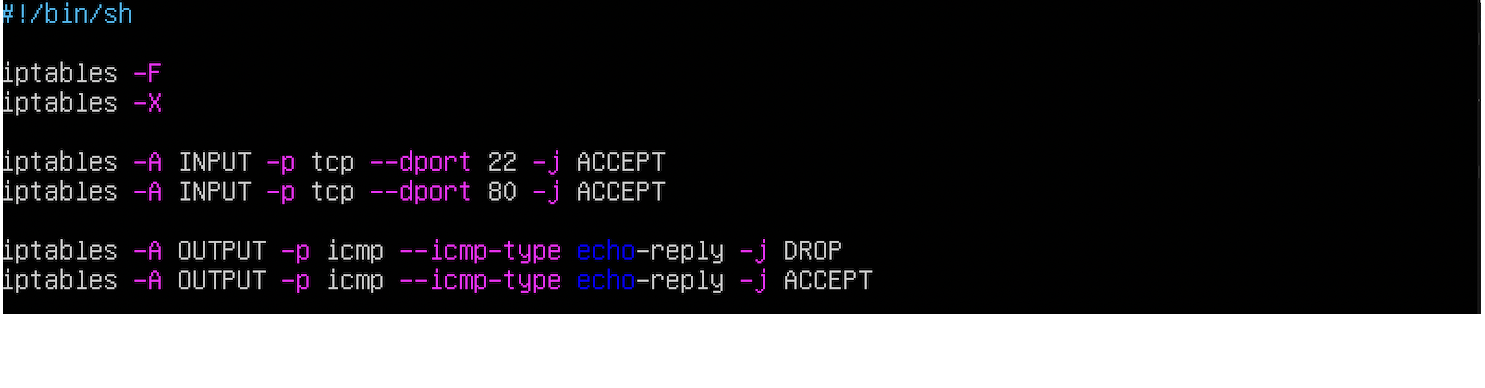 #!/bin/sh
iptables -F
iptables -X
iptables -A INPUT -p tcp --dport 22 -j ACCEPT
iptables -A INPUT -p tcp --dport 80 -j ACCEPT
iptables -A OUTPUT -p icmp --icmp-type echo-reply -j DROP
iptables -A OUTPUT -p icmp --icmp-type echo-reply -j ACCEPT